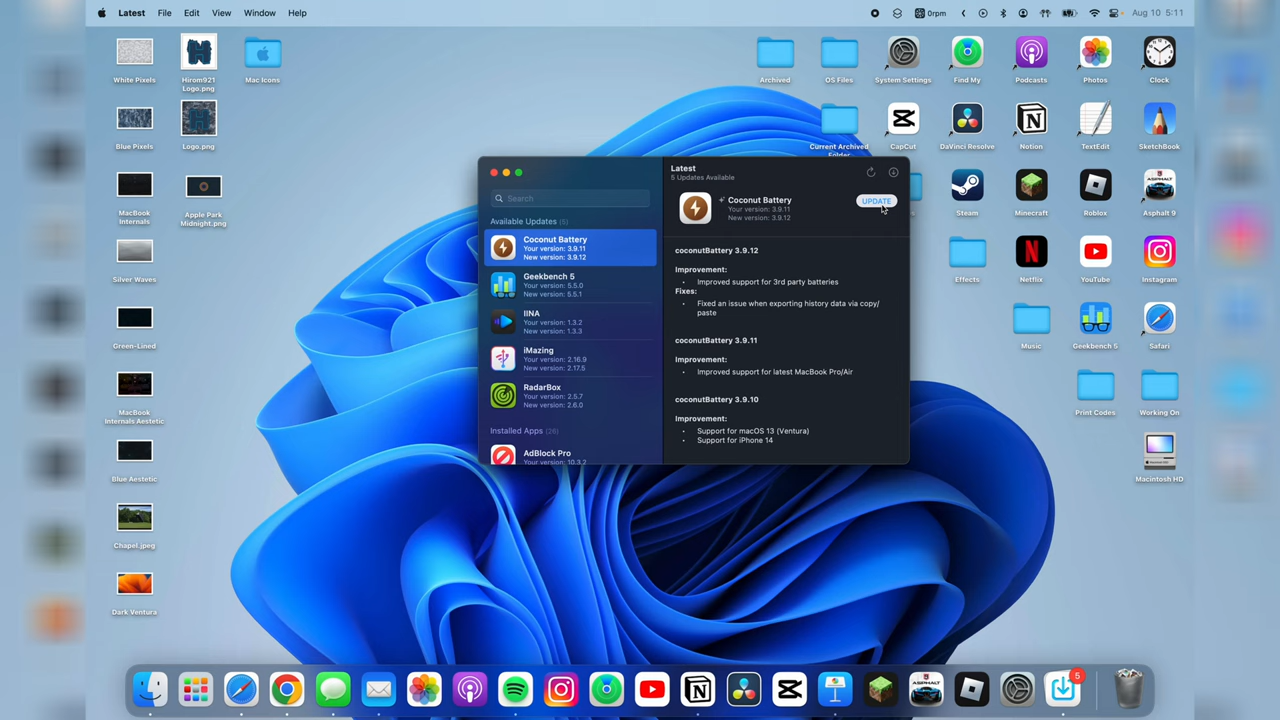 Latest File Edit View Window Help 0rpm Aug 10 5:11
White Pixels
Hirom921
Logo.png
Mac Icons
Archived
OS Files
System Settings
Find My
Podcasts
Photos
Clock
Blue Pixels
Logo.png
Current Archived
Folder
CapCut
DaVinci Resolve
Notion
TextEdit
SketchBook
MacBook
Internals
Apple Park
Midnight.png
Steam
Minecraft
Roblox
Asphalt 9
Silver Waves
Effects
Netflix
YouTube
Instagram
Green-Lined
Music
Geekbench 5
Safari
MacBook
Internals Aestetic
Print Codes
Working On
Blue Aestetic
Macintosh HD
Chapel.jpeg
Dark Ventura
Search
Available Updates (5)
Coconut Battery
Your version: 3.9.11
New version: 3.9.12
Geekbench 5
Your version: 5.5.0
New version: 5.5.1
IINA
Your version: 1.3.2
New version: 1.3.3
iMazing
Your version: 2.16.9
New version: 2.17.5
RadarBox
Your version: 2.5.7
New version: 2.6.0
Installed Apps (26)
AdBlock Pro
Your version: 10.3.2
Latest
5 Updates Available
Coconut Battery
Your version: 3.9.11
New version: 3.9.12
UPDATE
coconutBattery 3.9.12
Improvement:
• Improved support for 3rd party batteries
Fixes:
• Fixed an issue when exporting history data via copy/
paste
coconutBattery 3.9.11
Improvement:
• Improved support for latest MacBook Pro/Air
coconutBattery 3.9.10
Improvement:
• Support for macOS 13 (Ventura)
• Support for iPhone 14
5